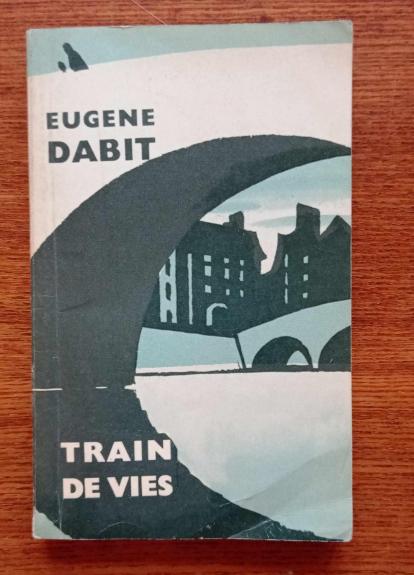 EUGENE
DABIT
TRAIN
DE VIES